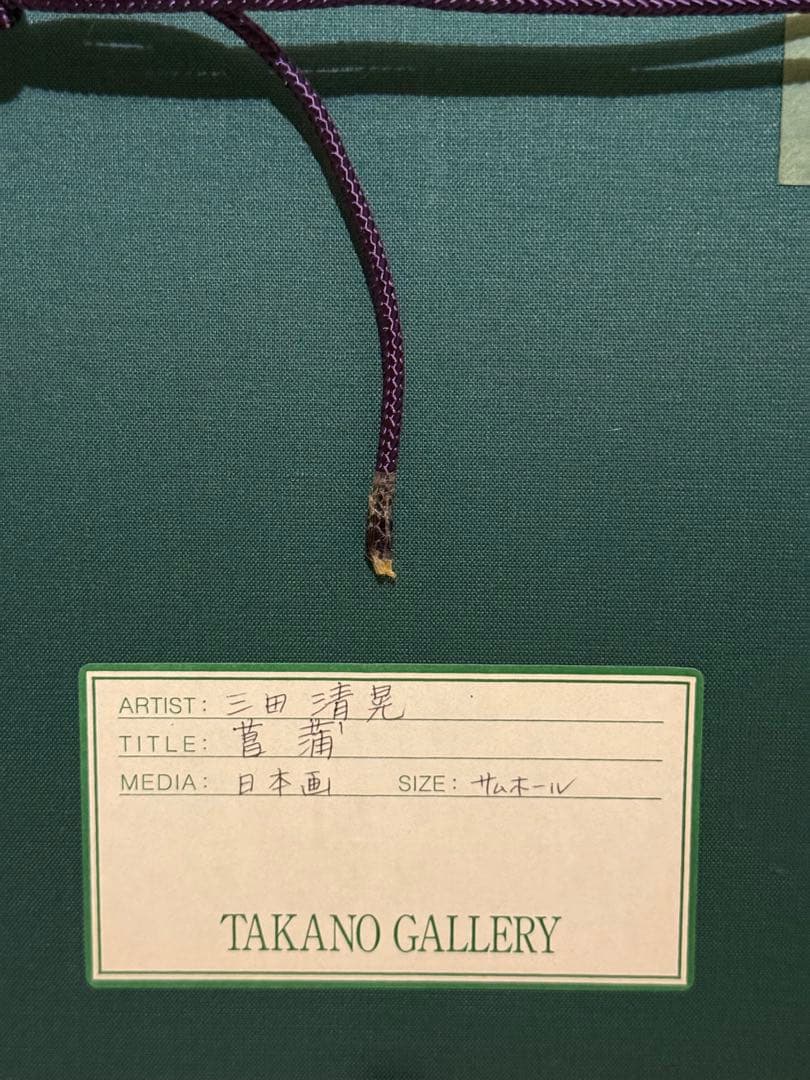 ARTIST: 三田 清晃
TITLE: 菖蒲
MEDIA: 日本画 SIZE: サムホール
TAKANO GALLERY